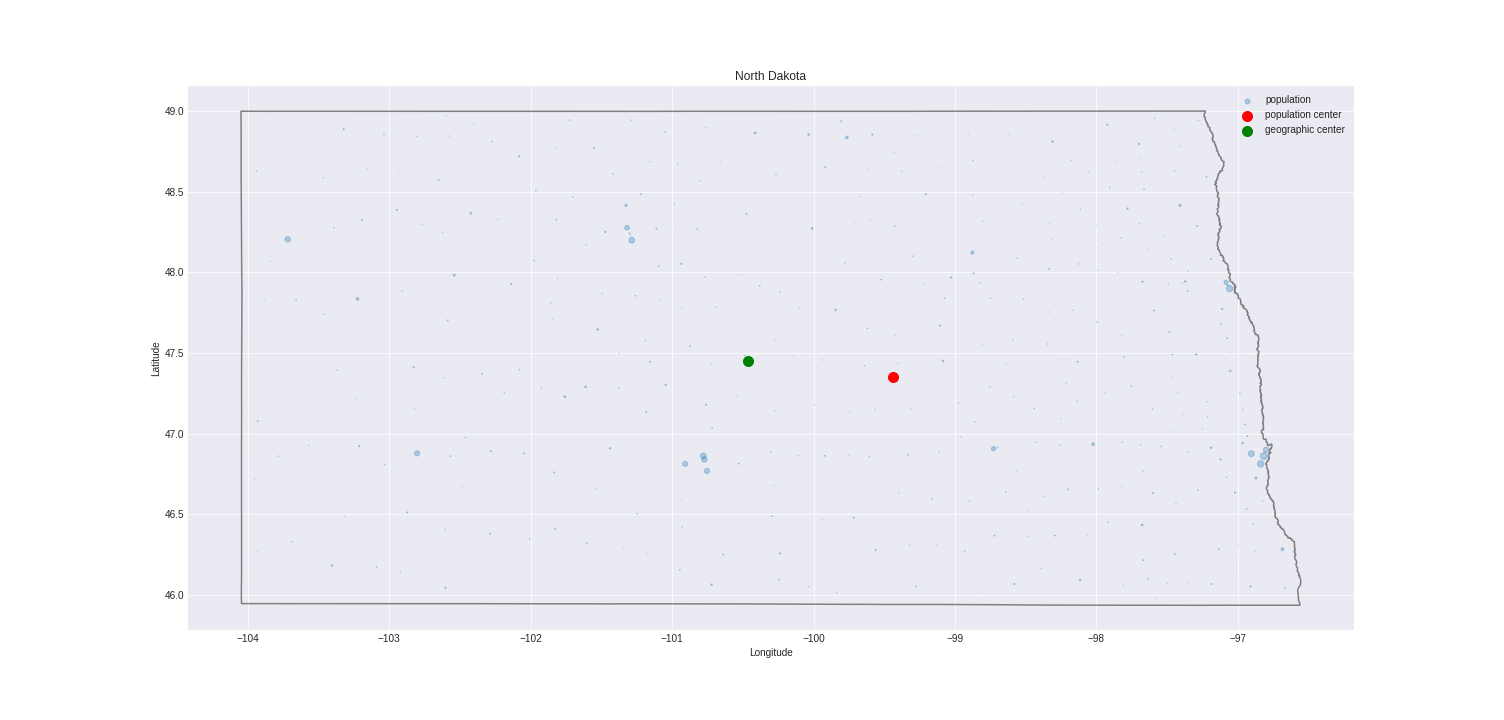 North Dakota
population
population center
geographic center
49.0
48.5
48.0
47.5
47.0
46.5
46.0
Latitude
−104 −103 −102 −101 −100 −99 −98 −97
Longitude